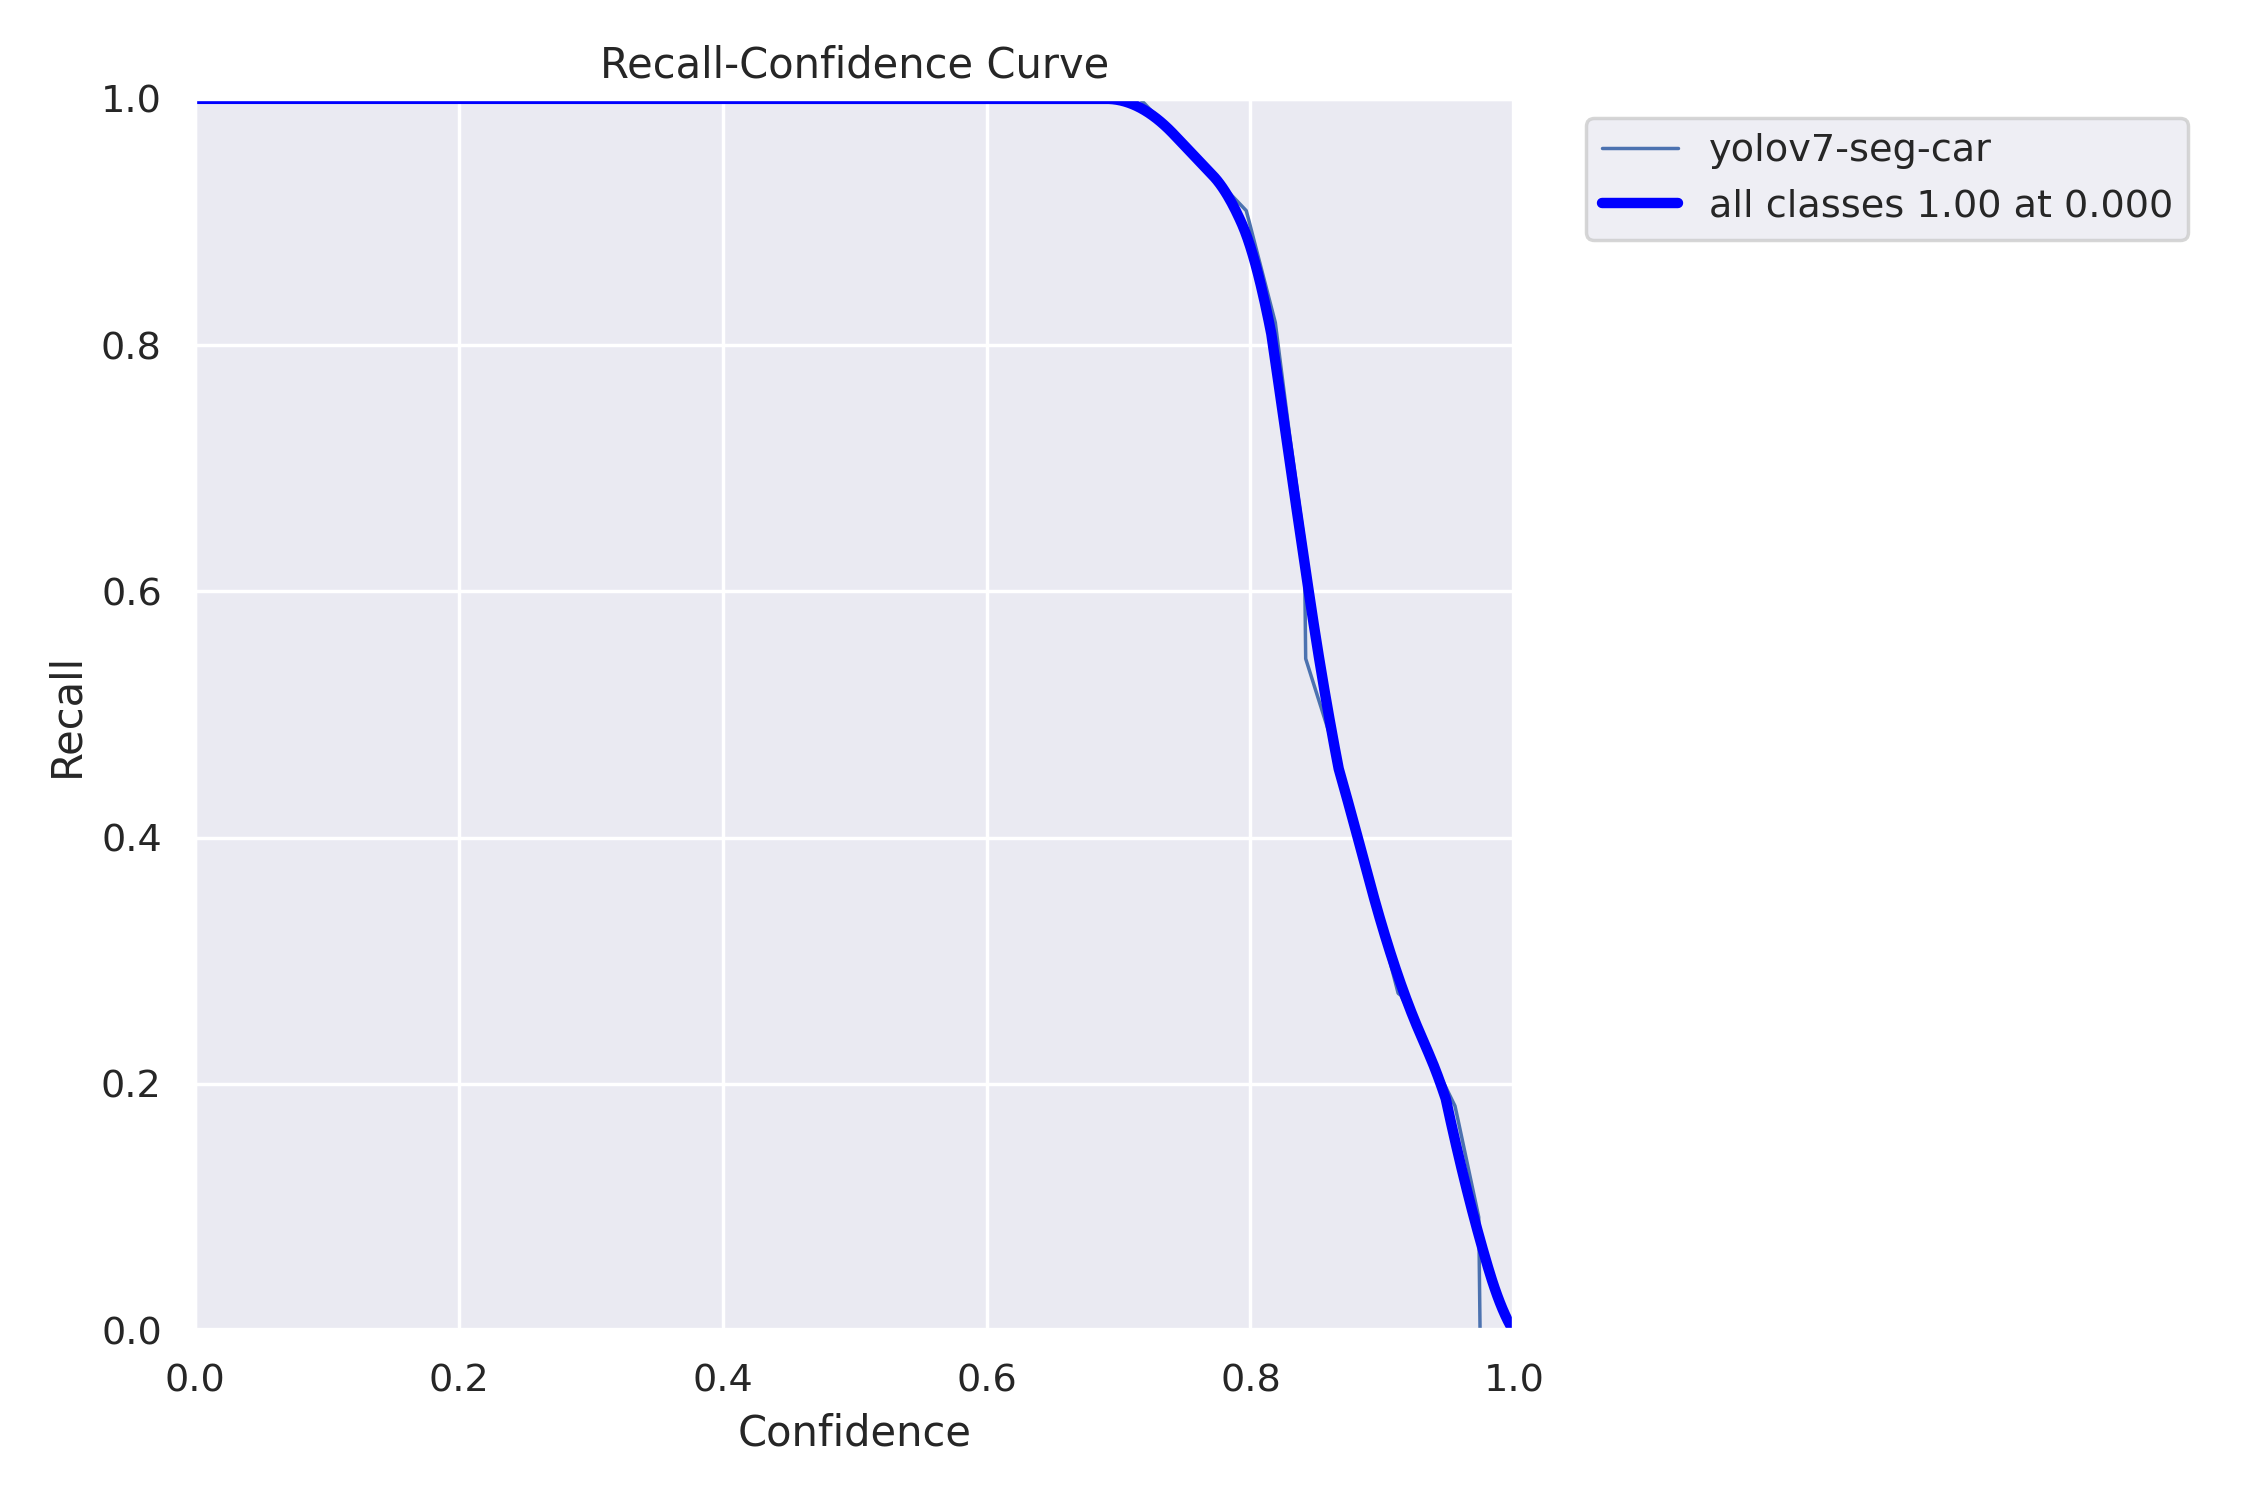 Recall-Confidence Curve
1.0
0.8
0.6
0.4
0.2
0.0
Recall
0.0 0.2 0.4 0.6 0.8 1.0
Confidence
yolov7-seg-car
all classes 1.00 at 0.000